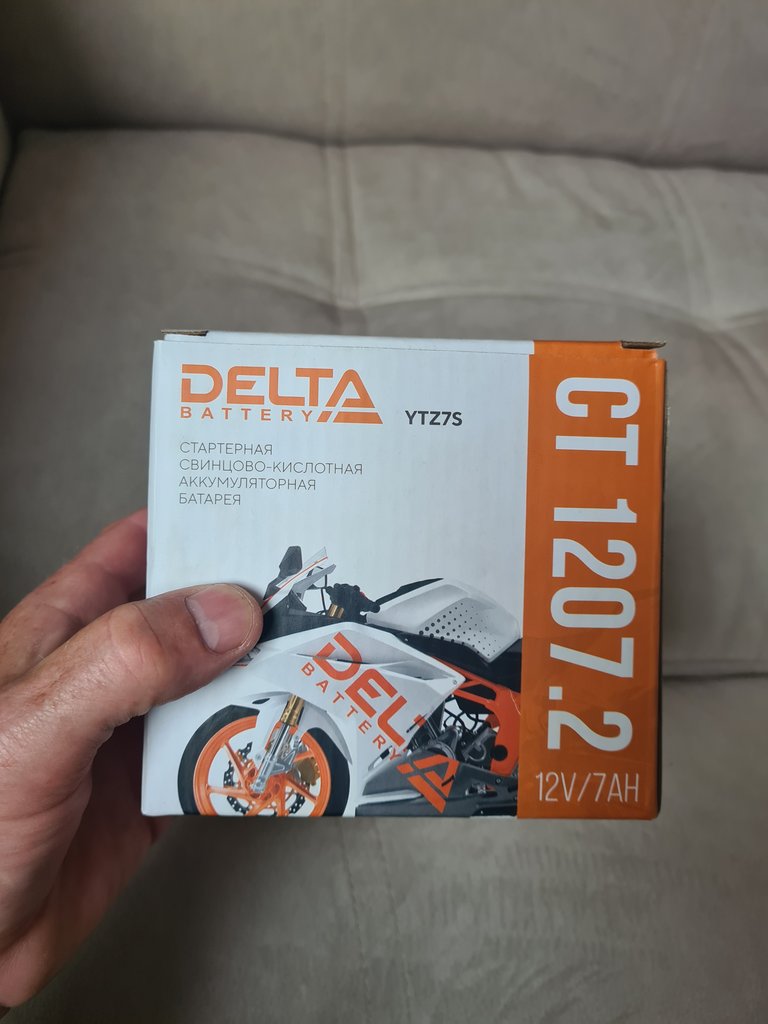 DELTA
BATTERY
YTZ7S
СТАРТЕРНАЯ
СВИНЦОВО-КИСЛОТНАЯ
АККУМУЛЯТОРНАЯ
БАТАРЕЯ
CT 1207.2
12V/7AH
DELTA
BATTERY